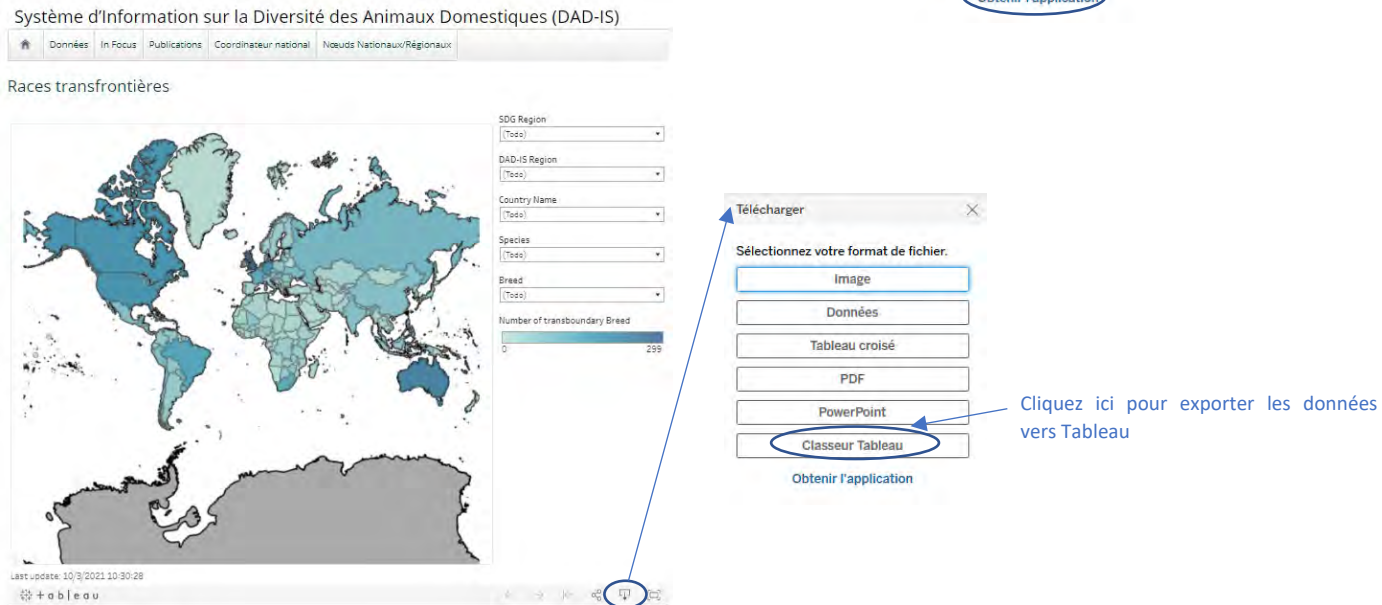 Obtenir l'application
Système d'Information sur la Diversité des Animaux Domestiques (DAD-IS)
Données In Focus Publications Coordinateur national Nœuds Nationaux/Régionaux
Races transfrontières
SDG Region
(Todo)
DAD-IS Region
(Todo)
Country Name
(Todo)
Species
(Todo)
Breed
(Todo)
Number of transboundary Breed
0 299
Last update: 10/3/2021 10:30:28
+ableau
Télécharger
Sélectionnez votre format de fichier.
Image
Données
Tableau croisé
PDF
PowerPoint
Classeur Tableau
Obtenir l'application
Cliquez ici pour exporter les données
vers Tableau